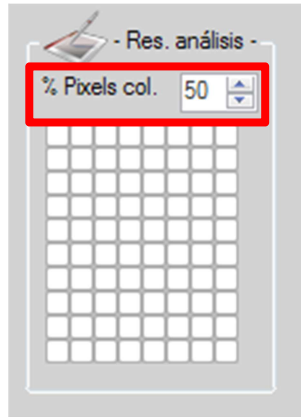 - Res. análisis -
% Pixels col. 50